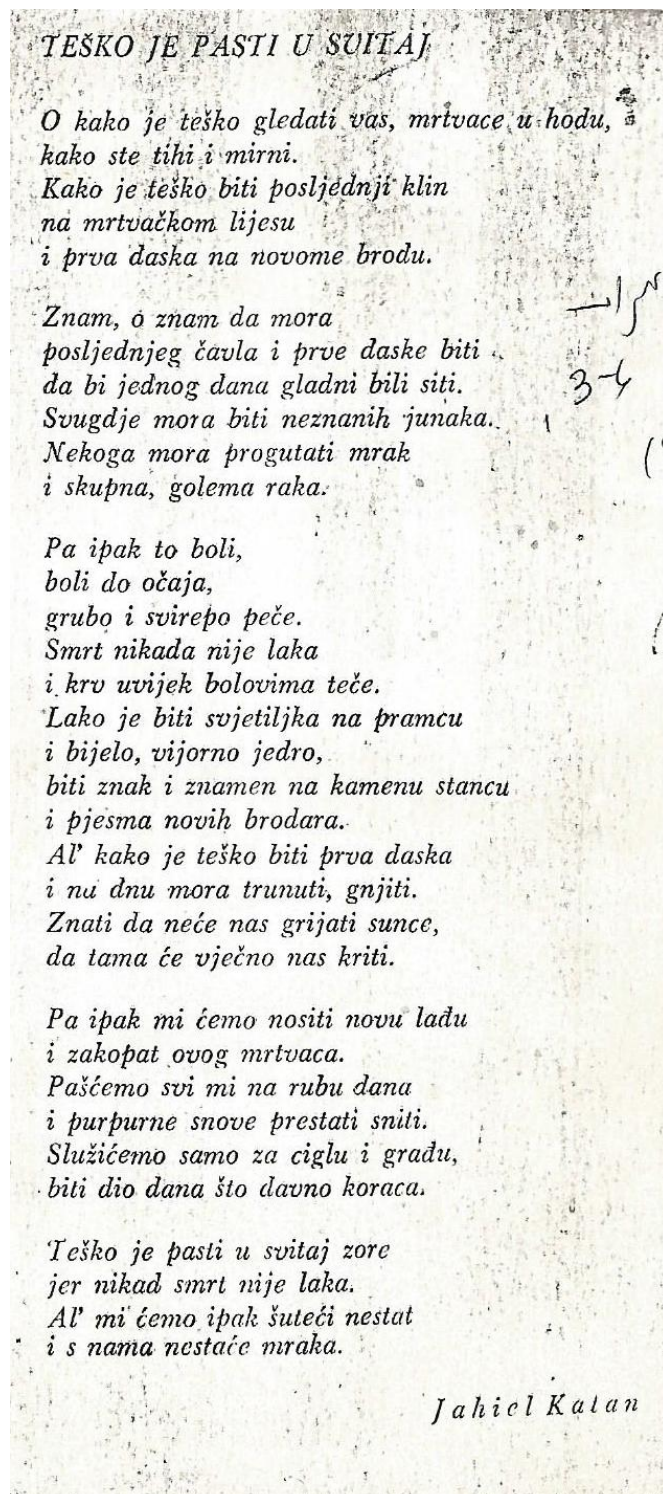 TEŠKO JE PASTI U SVITAJ
O kako je teško gledati vas, mrtvace u hodu,
kako ste tihi i mirni.
Kako je teško biti posljednji klin
na mrtvačkom lijesu
i prva daska na novome brodu.
Znam, o znam da mora
posljednjeg čavla i prve daske biti
da bi jednog dana gladni bili siti.
Svugdje mora biti neznanih junaka.
Nekoga mora progutati mrak
i skupna, golema raka.
Pa ipak to boli,
boli do očaja,
grubo i svirepo peče.
Smrt nikada nije laka
i krv uvijek bolovima teče.
Lako je biti svjetiljka na pramcu
i bijelo, vijorno jedro,
biti znak i znamen na kamenu stancu
i pjesma novih brodara.
Al' kako je teško biti prva daska
i na dnu mora trunuti, gnjiti.
Znati da neće nas grijati sunce,
da tama će vječno nas kriti.
Pa ipak mi ćemo nositi novu lađu
i zakopat ovog mrtvaca.
Pašćemo svi mi na rubu dana
i purpurne snove prestati sniti.
Služićemo samo za ciglu i građu,
biti dio dana što davno koraca.
Teško je pasti u svitaj zore
jer nikad smrt nije laka.
Al' mi ćemo ipak šuteći nestat
i s nama nestaće mraka.
Jahiel Katan
3-4